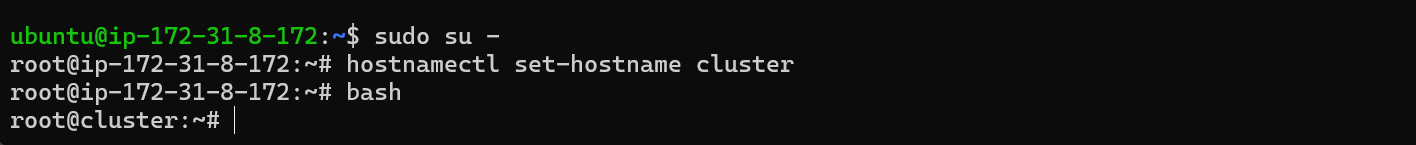 ubuntu@ip-172-31-8-172:~$ sudo su -
root@ip-172-31-8-172:~# hostnamectl set-hostname cluster
root@ip-172-31-8-172:~# bash
root@cluster:~#